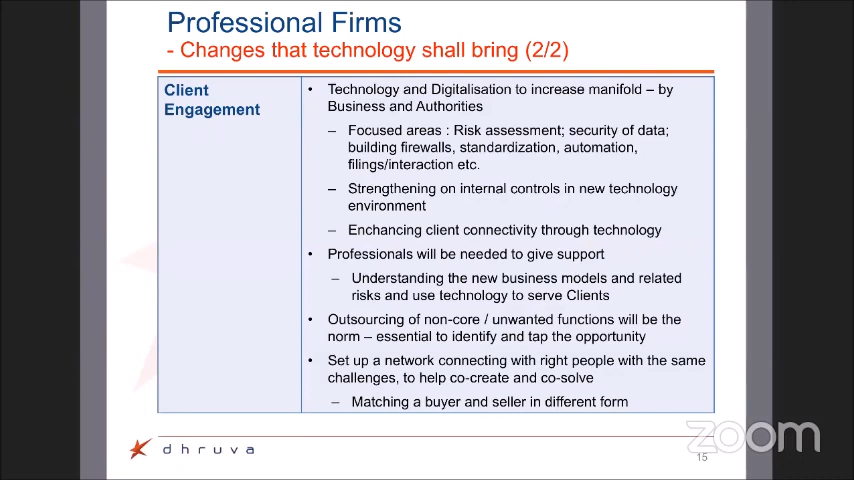 Professional Firms
- Changes that technology shall bring (2/2)
Client
Engagement
• Technology and Digitalisation to increase manifold – by
Business and Authorities
– Focused areas : Risk assessment; security of data;
building firewalls, standardization, automation,
filings/interaction etc.
– Strengthening on internal controls in new technology
environment
– Enchancing client connectivity through technology
• Professionals will be needed to give support
– Understanding the new business models and related
risks and use technology to serve Clients
• Outsourcing of non-core / unwanted functions will be the
norm – essential to identify and tap the opportunity
• Set up a network connecting with right people with the same
challenges, to help co-create and co-solve
– Matching a buyer and seller in different form
dhruva
zoom
15